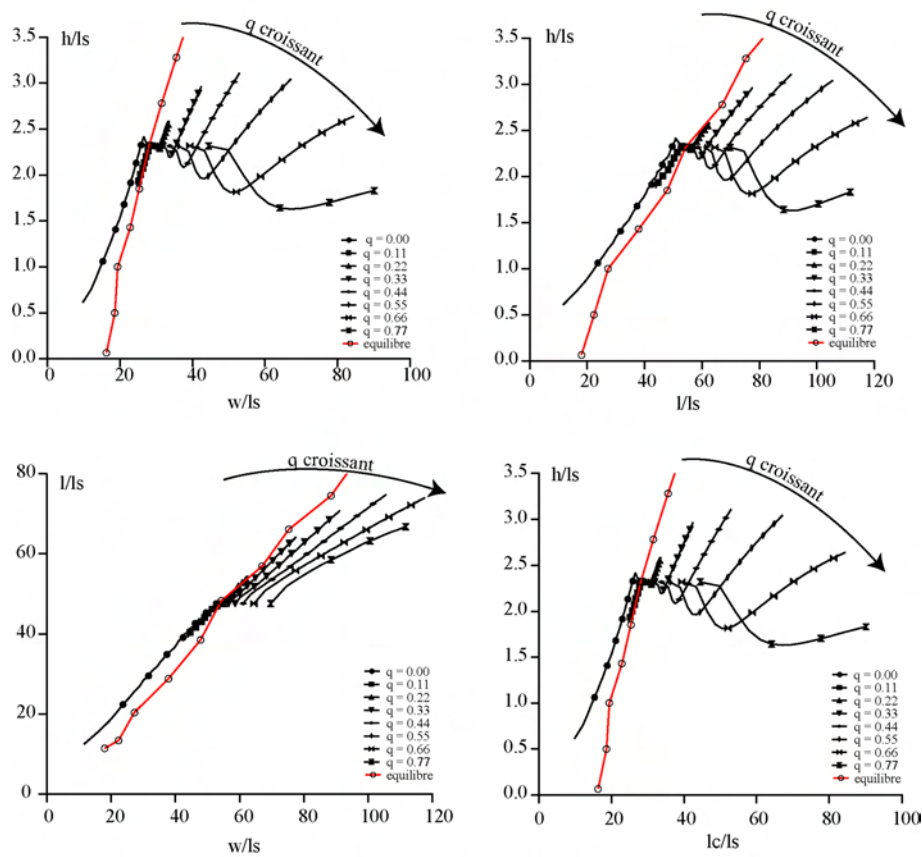 h/ls
q croissant
3.5
3.0
2.5
2.0
1.5
1.0
0.5
0.0
q = 0.00
q = 0.11
q = 0.22
q = 0.33
q = 0.44
q = 0.55
q = 0.66
q = 0.77
equilibre
0 20 40 60 80 100
w/ls
h/ls
q croissant
3.5
3.0
2.5
2.0
1.5
1.0
0.5
0.0
q = 0.00
q = 0.11
q = 0.22
q = 0.33
q = 0.44
q = 0.55
q = 0.66
q = 0.77
equilibre
0 20 40 60 80 100 120
l/ls
l/ls
q croissant
80
60
40
20
0
q = 0.00
q = 0.11
q = 0.22
q = 0.33
q = 0.44
q = 0.55
q = 0.66
q = 0.77
equilibre
0 20 40 60 80 100 120
w/ls
h/ls
q croissant
3.5
3.0
2.5
2.0
1.5
1.0
0.5
0.0
q = 0.00
q = 0.11
q = 0.22
q = 0.33
q = 0.44
q = 0.55
q = 0.66
q = 0.77
equilibre
0 20 40 60 80 100
lc/ls